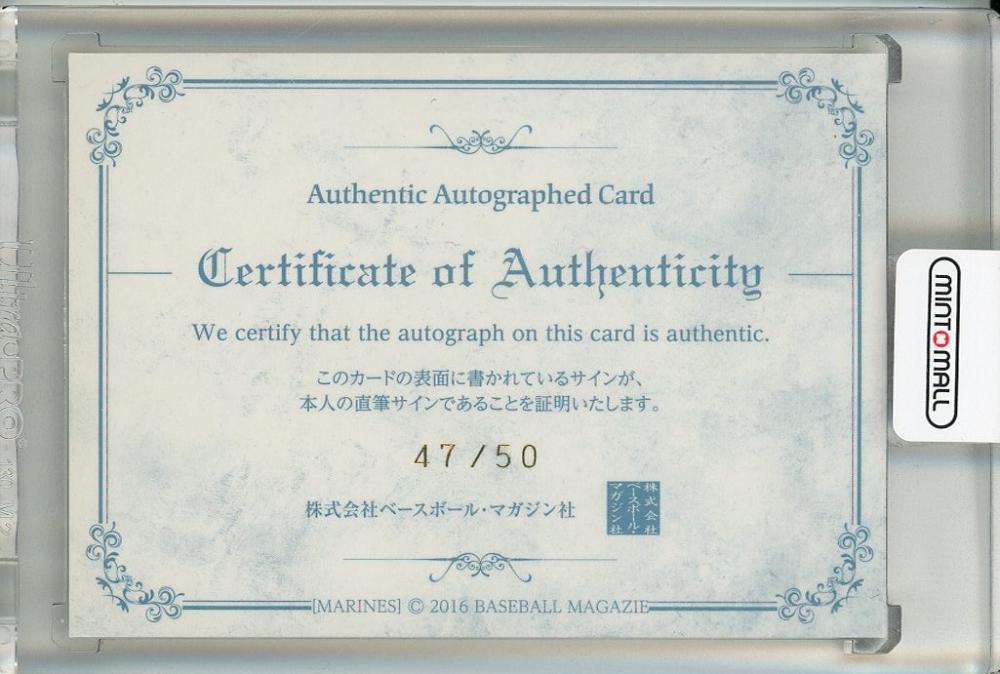 Authentic Autographed Card
Certificate of Authenticity
We certify that the autograph on this card is authentic.
このカードの表面に書かれているサインが、
本人の直筆サインであることを証明いたします。
47/50
株式会社ベースボール・マガジン社
株式会社
ベースボール・
マガジン社
[MARINES] © 2016 BASEBALL MAGAZIE
MINTOMALL
UltraPRO®